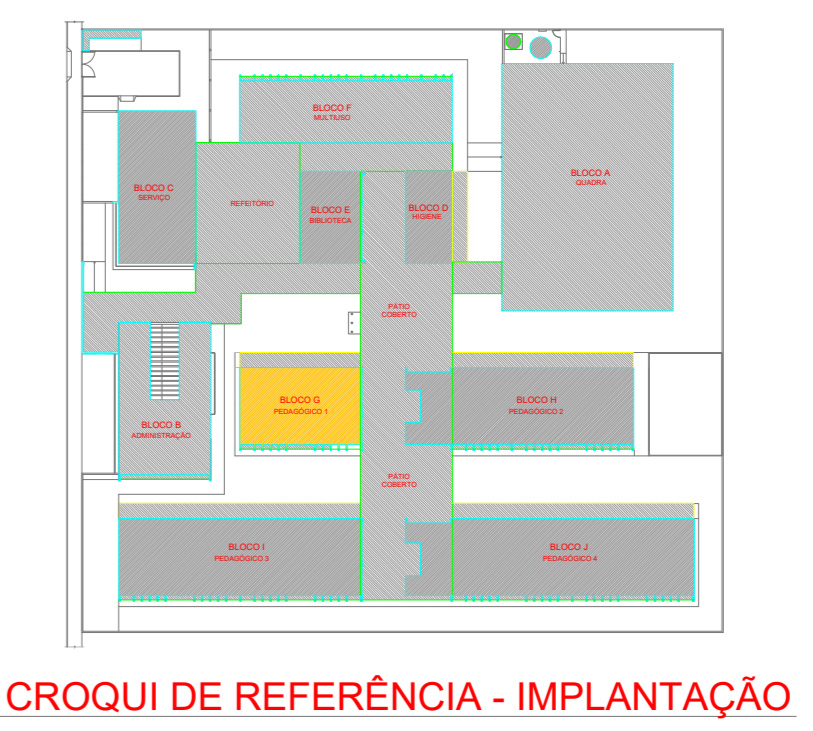 BLOCO F
MULTIUSO
BLOCO A
QUADRA
BLOCO C
SERVIÇO
REFEITÓRIO
BLOCO E
BIBLIOTECA
BLOCO D
HIGIENE
PÁTIO
COBERTO
BLOCO G
PEDAGÓGICO 1
BLOCO H
PEDAGÓGICO 2
BLOCO B
ADMINISTRAÇÃO
PÁTIO
COBERTO
BLOCO I
PEDAGÓGICO 3
BLOCO J
PEDAGÓGICO 4
CROQUI DE REFERÊNCIA - IMPLANTAÇÃO